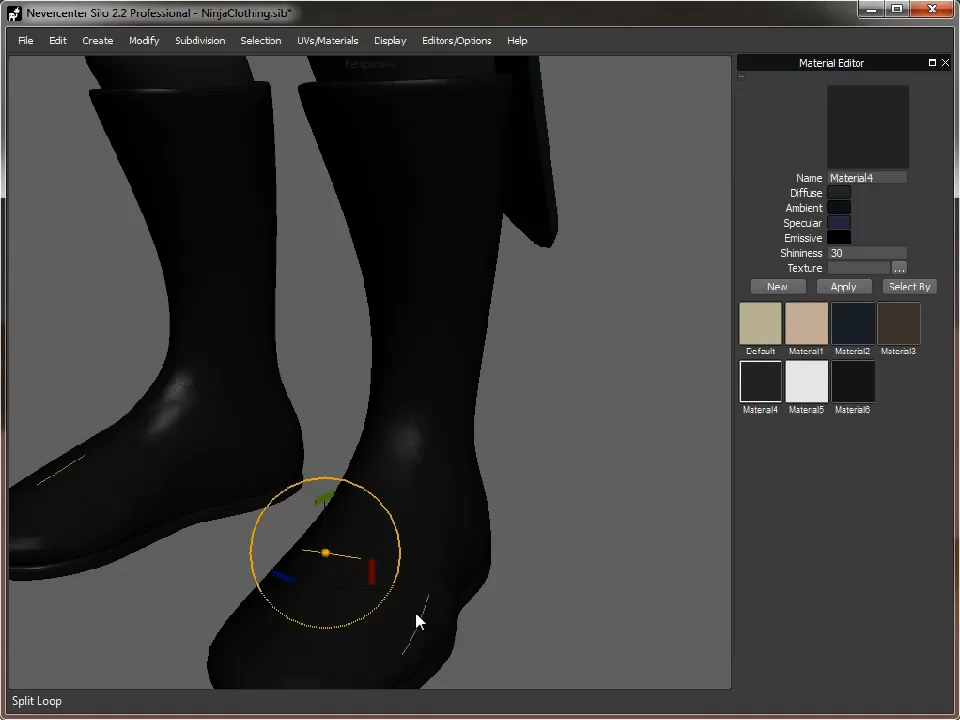 Nevercenter Silo 2.2 Professional - NinjaClothing.sib*
File Edit Create Modify Subdivision Selection UVs/Materials Display Editors/Options Help
Perspective
Material Editor
Name Material4
Diffuse
Ambient
Specular
Emissive
Shininess 30
Texture ...
New Apply Select By
Default Material1 Material2 Material3
Material4 Material5 Material6
Split Loop